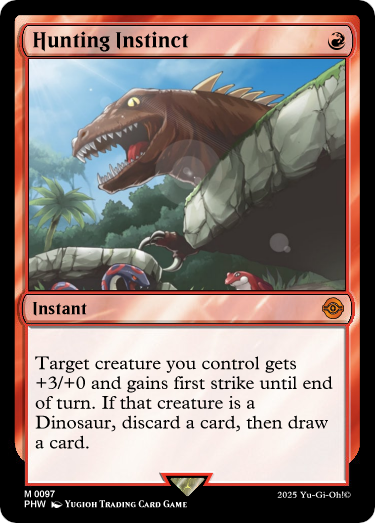 Hunting Instinct
Instant
Target creature you control gets
+3/+0 and gains first strike until end
of turn. If that creature is a
Dinosaur, discard a card, then draw
a card.
M 0097
PHW Yugioh Trading Card Game
2025 Yu-Gi-Oh!©